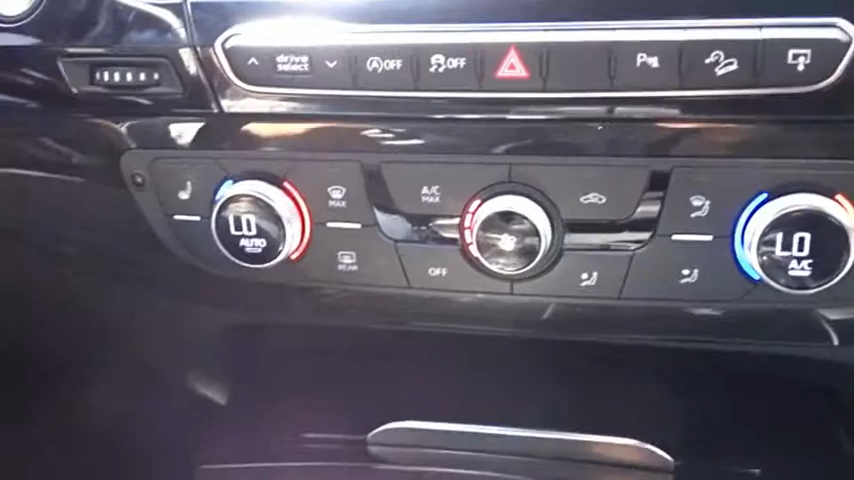 drive select
OFF
OFF
P
MAX
A/C MAX
LO
AUTO
REAR
OFF
LO
A/C